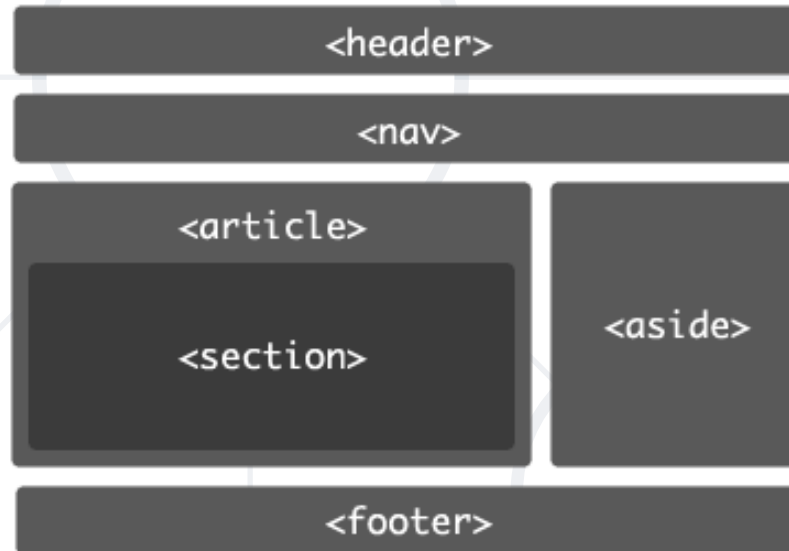 <header>
<nav>
<article>
<section>
<aside>
<footer>